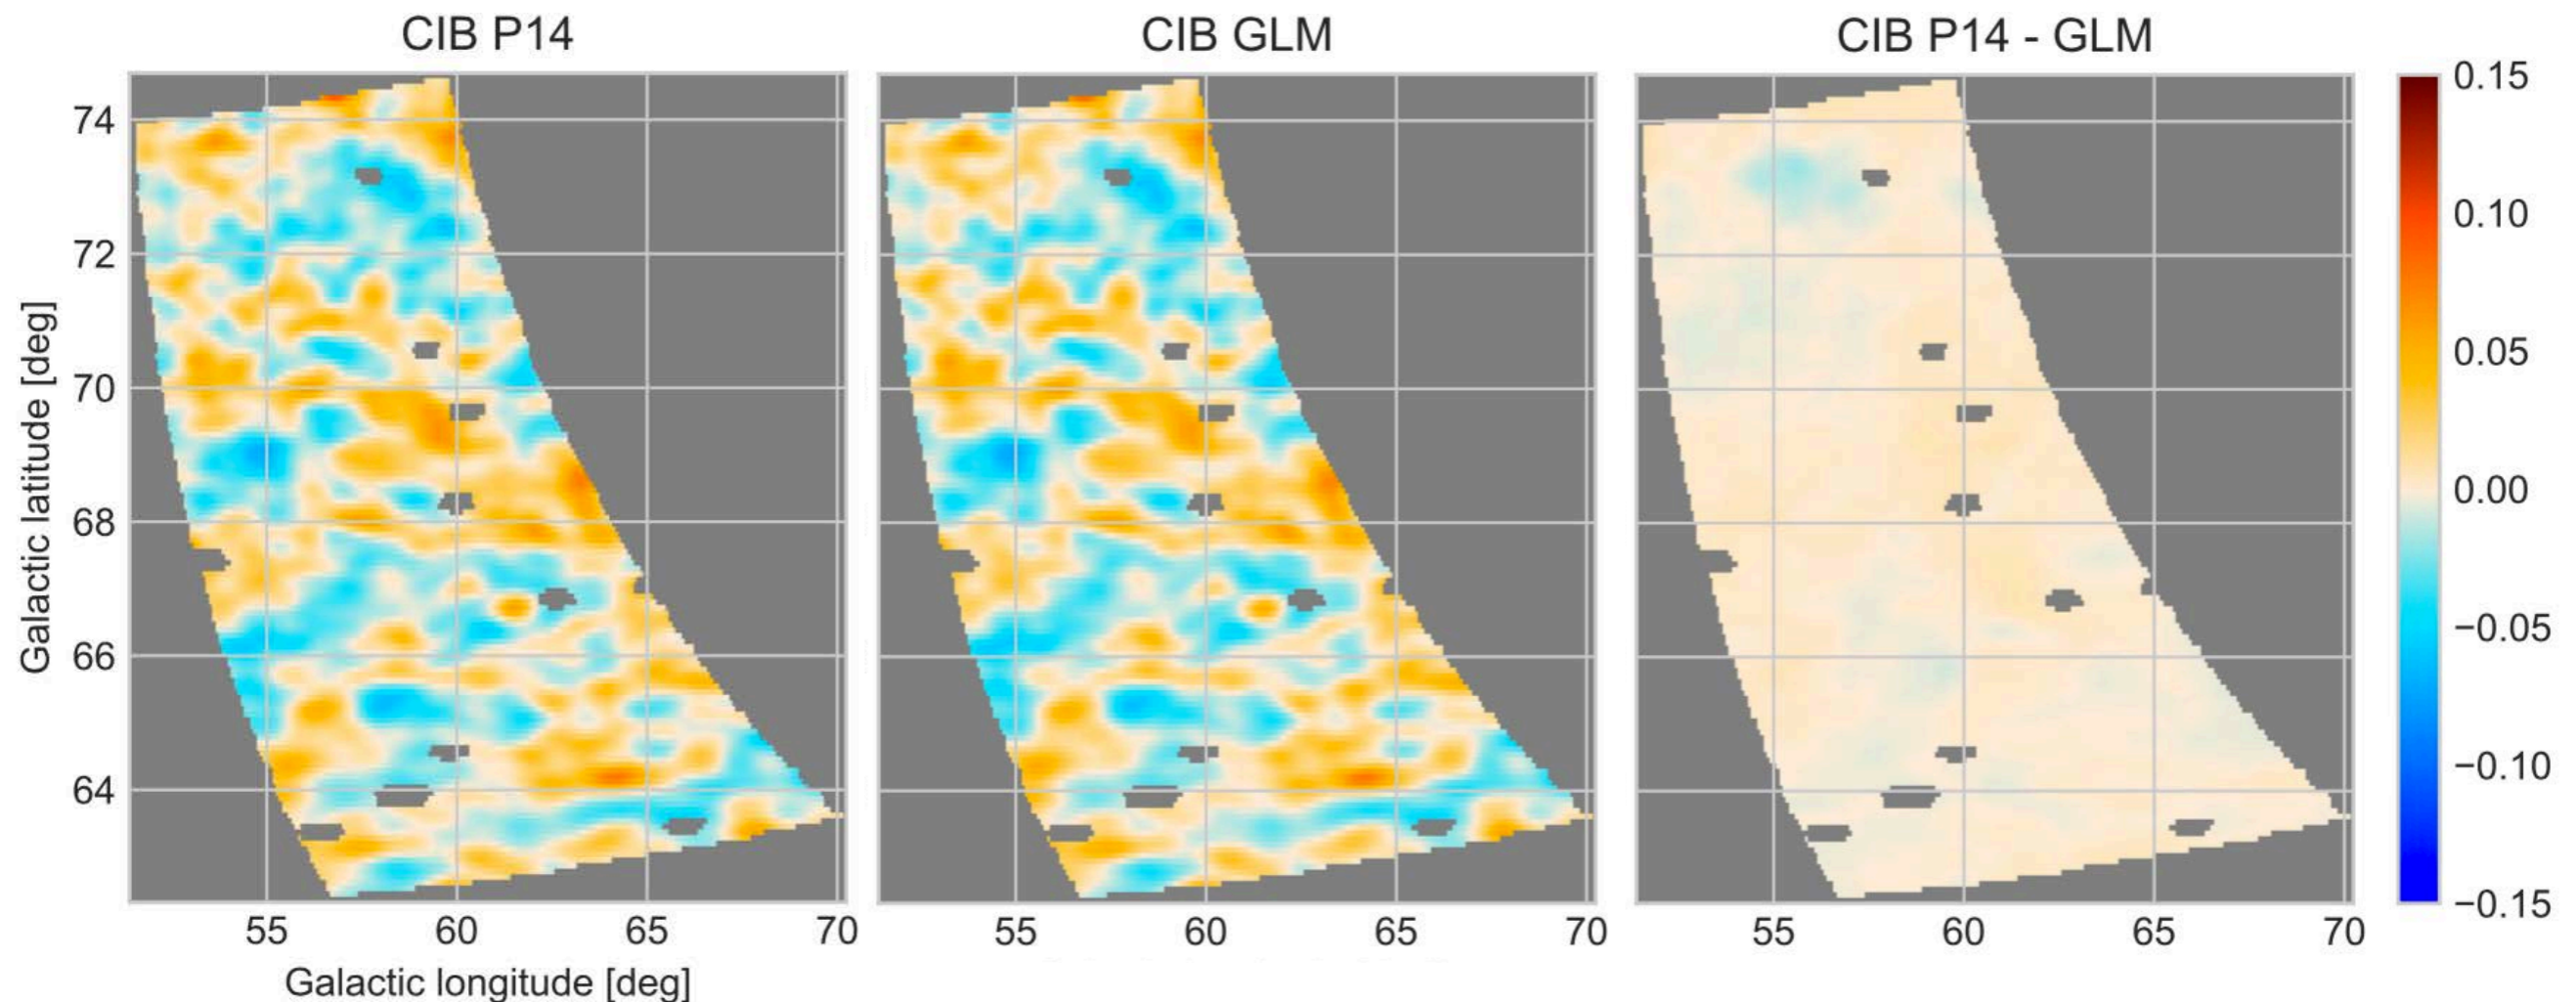 CIB P14
CIB GLM
CIB P14 - GLM
Galactic latitude [deg]
74
72
70
68
66
64
55 60 65 70
55 60 65 70
55 60 65 70
Galactic longitude [deg]
0.15
0.10
0.05
0.00
−0.05
−0.10
−0.15